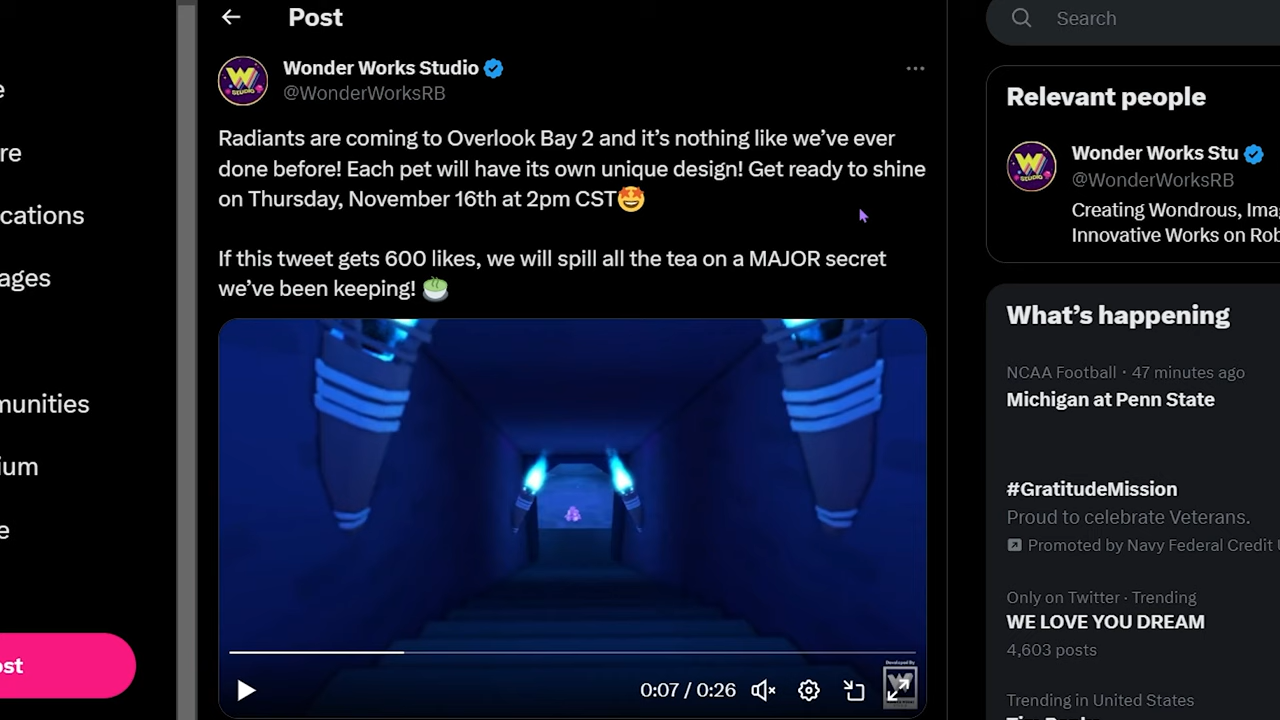 Post
Wonder Works Studio
@WonderWorksRB
Radiants are coming to Overlook Bay 2 and it's nothing like we've ever
done before! Each pet will have its own unique design! Get ready to shine
on Thursday, November 16th at 2pm CST🤩
If this tweet gets 600 likes, we will spill all the tea on a MAJOR secret
we've been keeping! 🍵
0:07 / 0:26
Search
Relevant people
Wonder Works Stu
@WonderWorksRB
Creating Wondrous, Ima
Innovative Works on Rob
What's happening
NCAA Football · 47 minutes ago
Michigan at Penn State
#GratitudeMission
Proud to celebrate Veterans.
Promoted by Navy Federal Credit
Only on Twitter · Trending
WE LOVE YOU DREAM
4,603 posts
Trending in United States
e
re
cations
ages
munities
ium
e
st